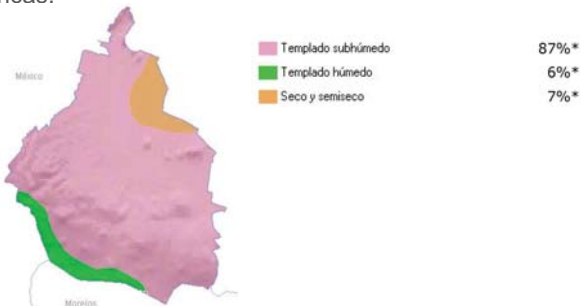 Templado subhúmedo 87%*
México
Templado húmedo 6%*
Seco y semiseco 7%*
Morelos